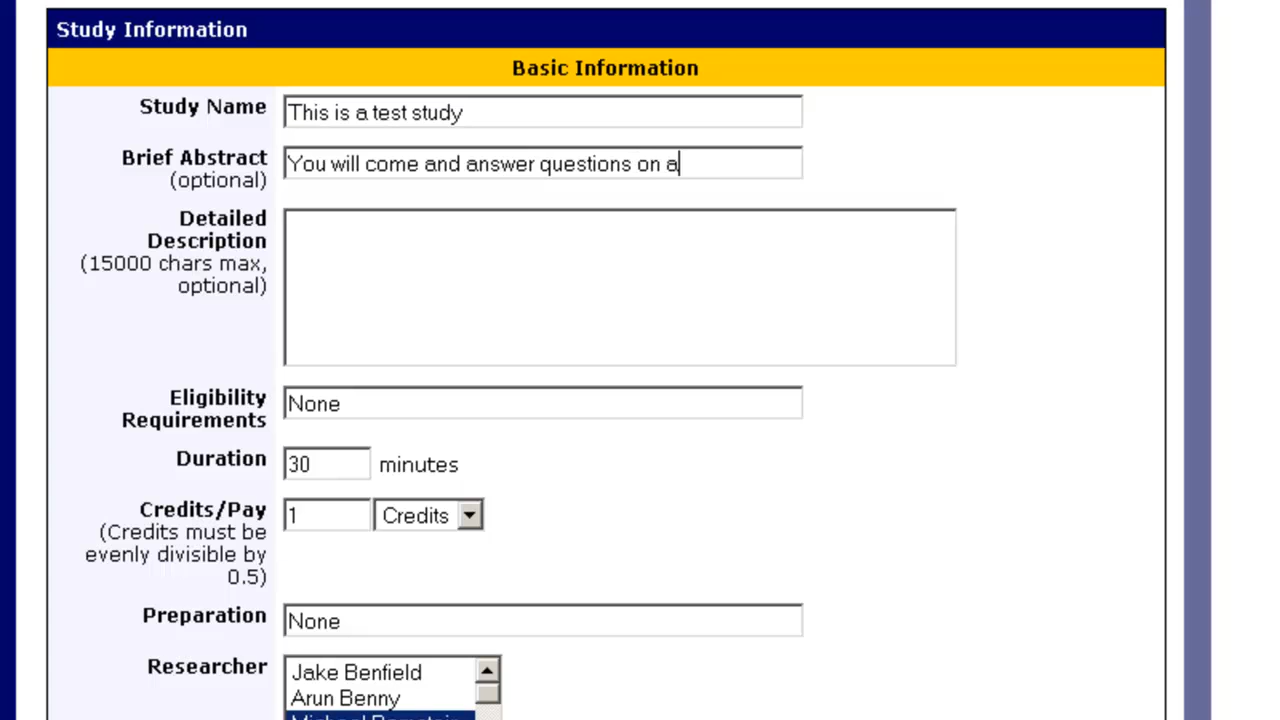 Study Information
Basic Information
Study Name
This is a test study
Brief Abstract
(optional)
You will come and answer questions on a
Detailed
Description
(15000 chars max,
optional)
Eligibility
Requirements
None
Duration
30 minutes
Credits/Pay
(Credits must be
evenly divisible by
0.5)
1 Credits
Preparation
None
Researcher
Jake Benfield
Arun Benny